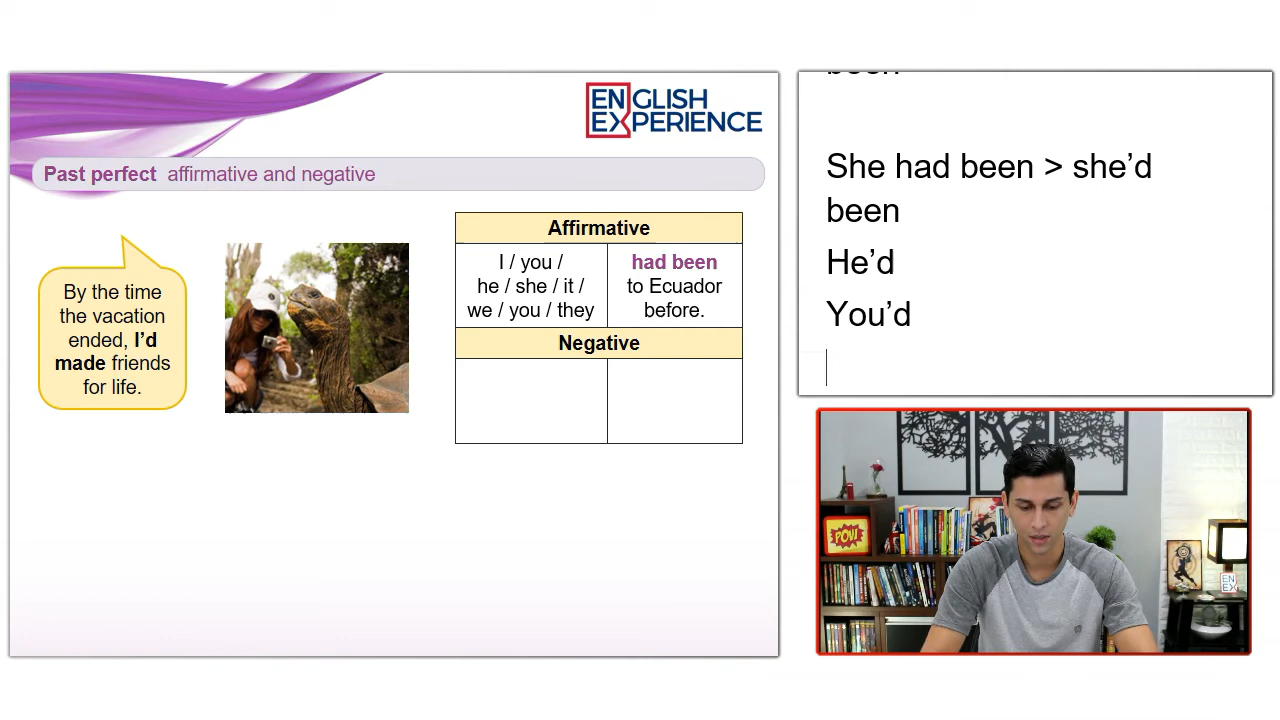 ENGLISH
EXPERIENCE
Past perfect affirmative and negative
By the time
the vacation
ended, I’d
made friends
for life.
Affirmative
I / you /
he / she / it /
we / you / they
had been
to Ecuador
before.
Negative
She had been > she’d
been
He’d
You’d
POW!
EN
EX